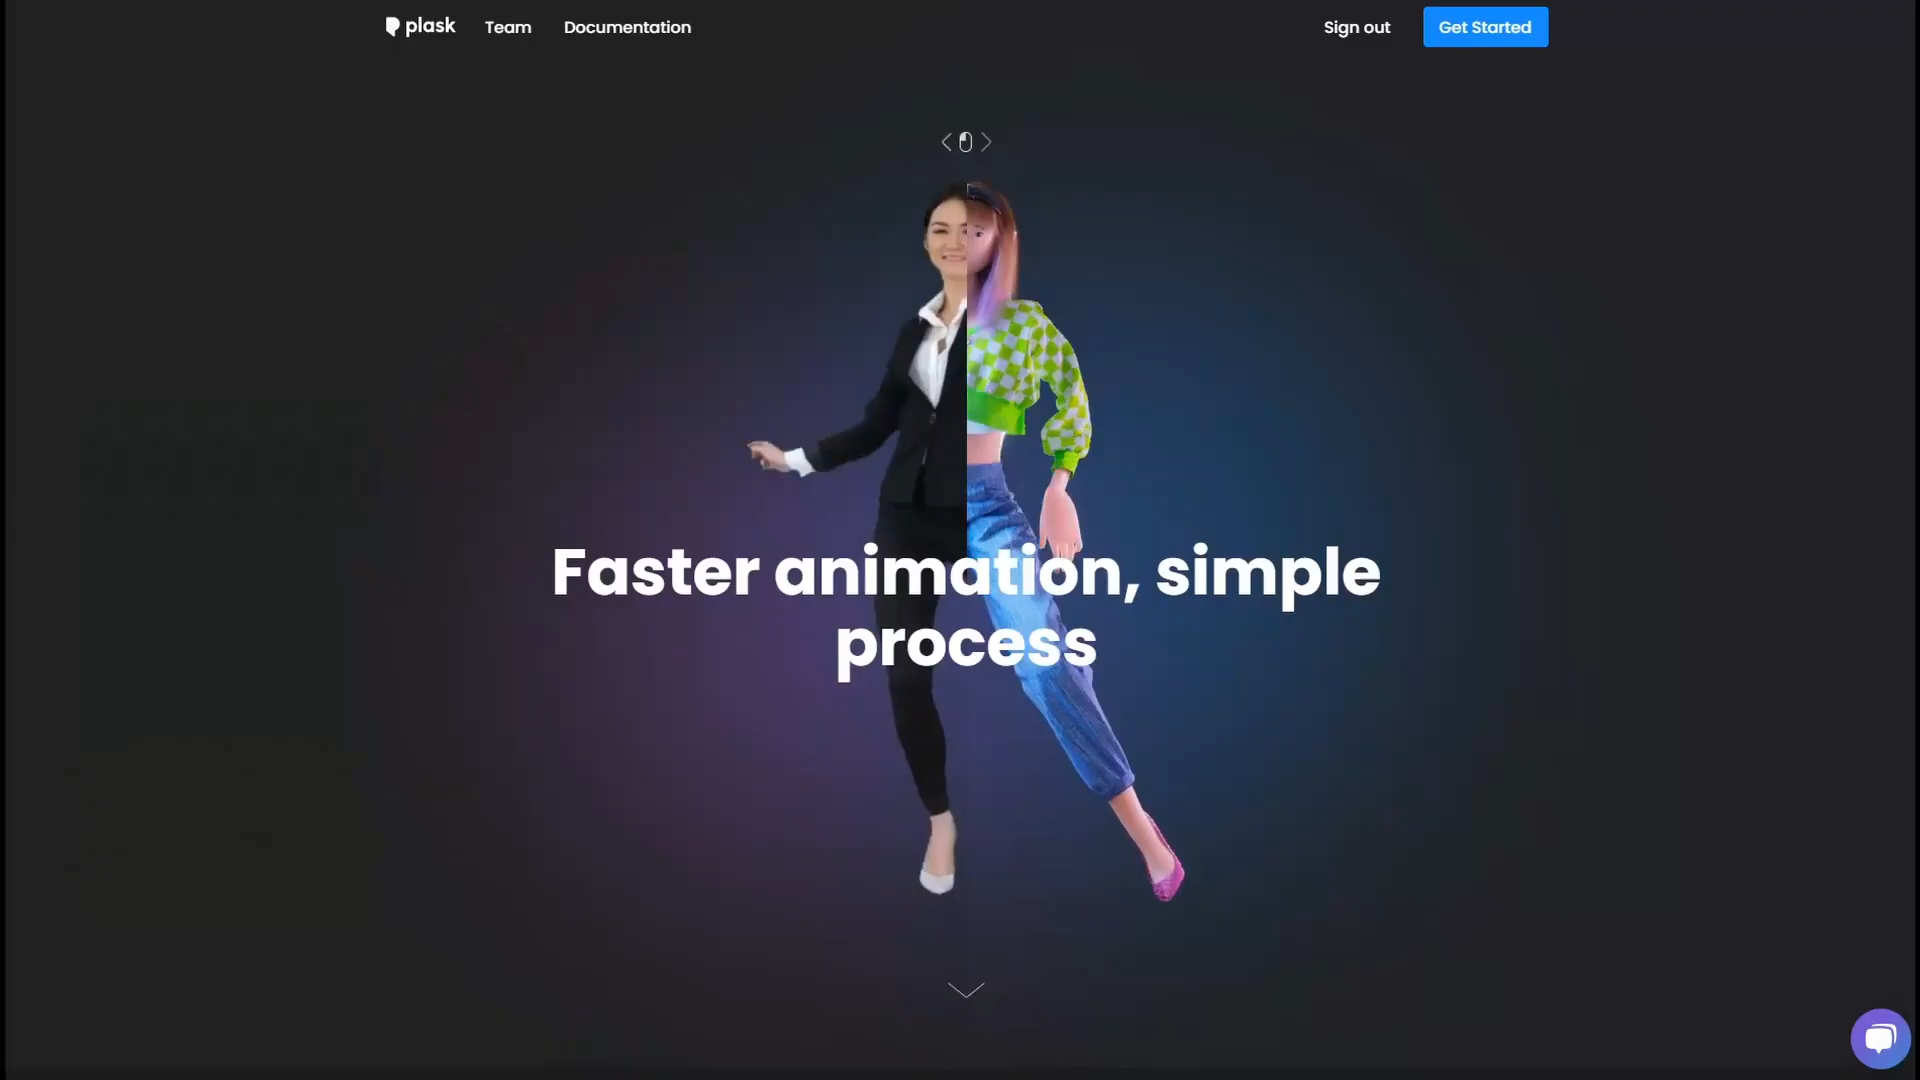 plask
Team
Documentation
Sign out
Get Started
Faster animation, simple
process